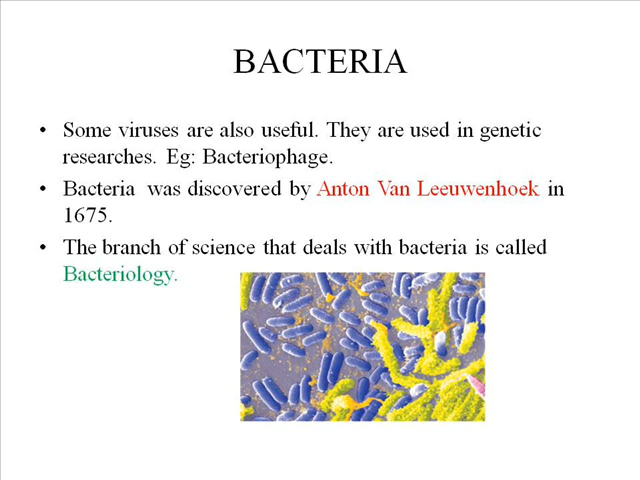 BACTERIA
• Some viruses are also useful. They are used in genetic
researches. Eg: Bacteriophage.
• Bacteria was discovered by Anton Van Leeuwenhoek in
1675.
• The branch of science that deals with bacteria is called
Bacteriology.